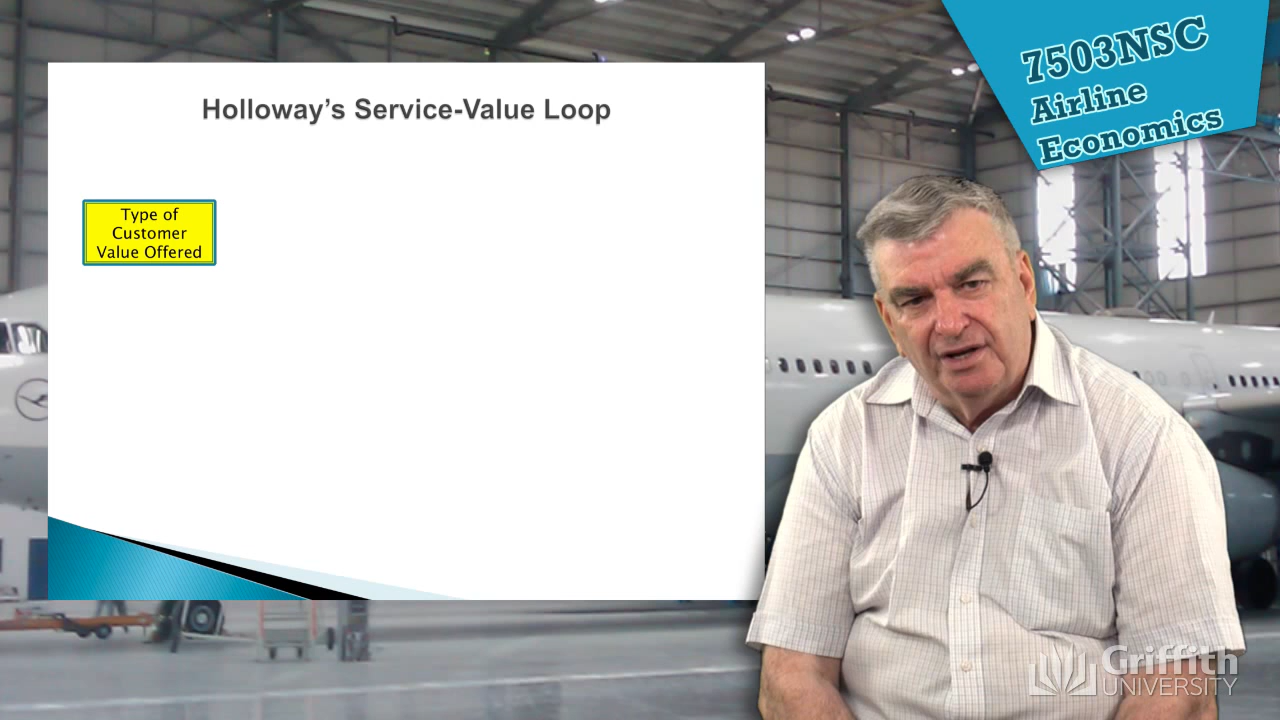 7503NSC
Airline
Economics
Holloway's Service-Value Loop
Type of
Customer
Value Offered
Griffith
UNIVERSITY